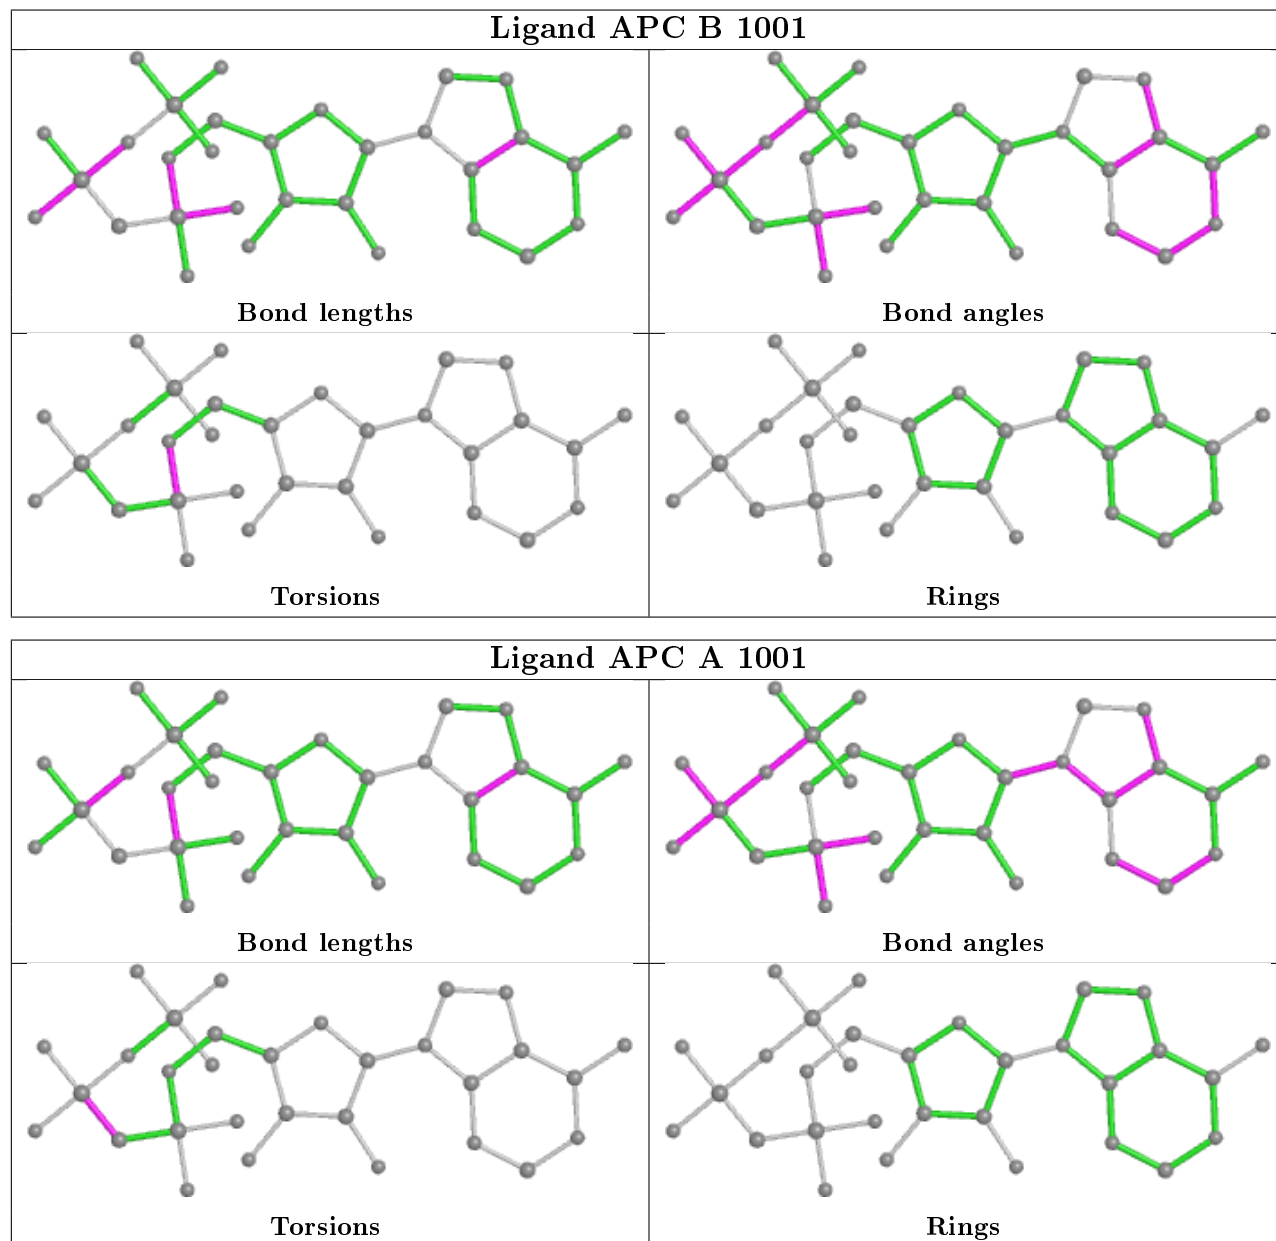 Ligand APC B 1001
Bond lengths
Bond angles
Torsions
Rings
Ligand APC A 1001
Bond lengths
Bond angles
Torsions
Rings